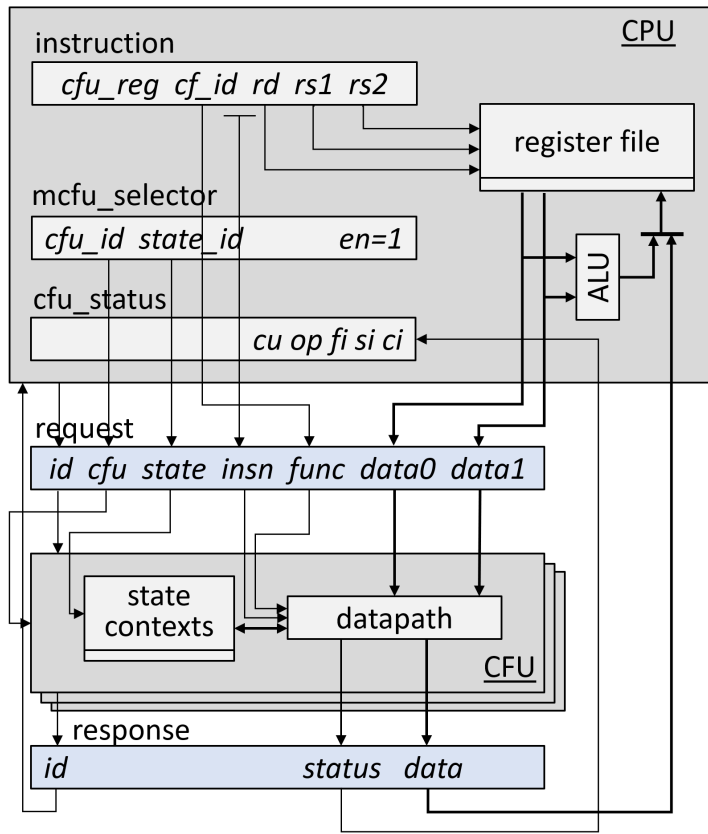 CPU
instruction
cfu_reg cf_id rd rs1 rs2
register file
mcfu_selector
cfu_id state_id en=1
ALU
cfu_status
cu op fi si ci
request
id cfu state insn func data0 data1
state
contexts
datapath
CFU
response
id status data